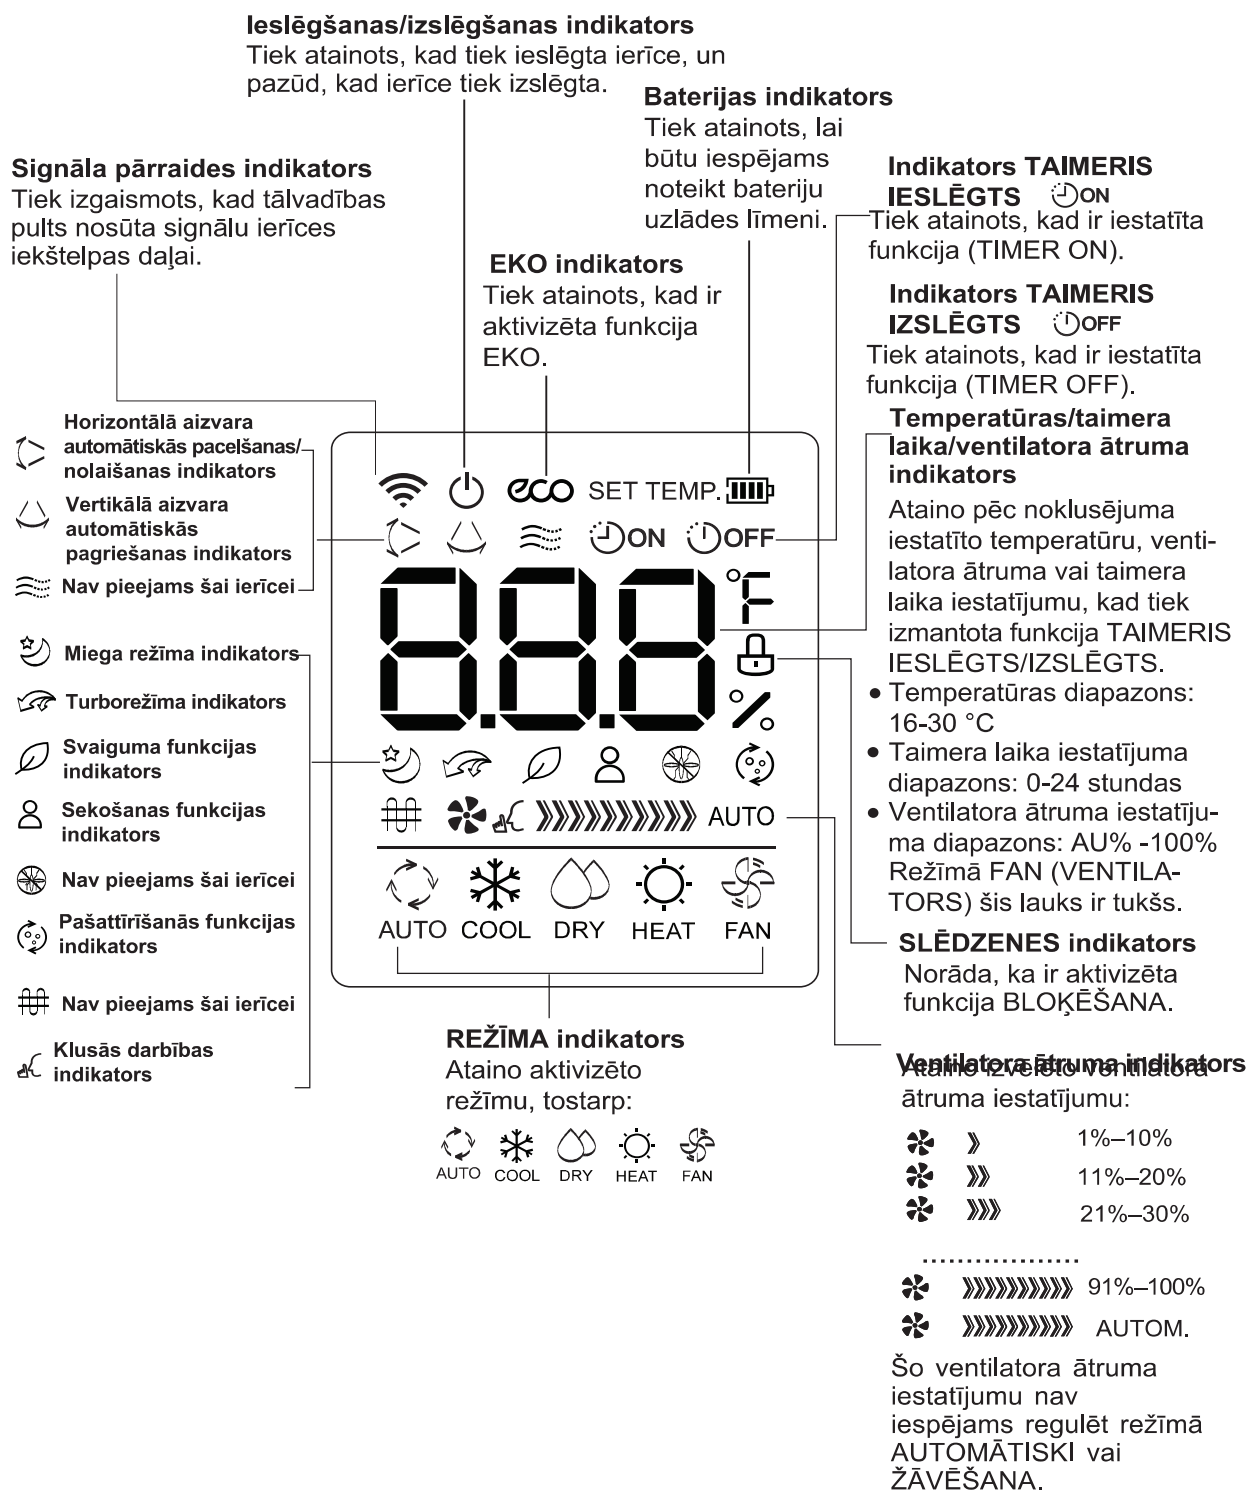 Ieslēgšanas/izslēgšanas indikators
Tiek atainots, kad tiek ieslēgta ierīce, un
pazūd, kad ierīce tiek izslēgta.
Baterijas indikators
Tiek atainots, lai
būtu iespējams
noteikt bateriju
uzlādes līmeni.
Signāla pārraides indikators
Tiek izgaismots, kad tālvadības
pults nosūta signālu ierīces
iekštelpas daļai.
EKO indikators
Tiek atainots, kad ir
aktivizēta funkcija
EKO.
Indikators TAIMERIS
IESLĒGTS ON
Tiek atainots, kad ir iestatīta
funkcija (TIMER ON).
Indikators TAIMERIS
IZSLĒGTS OFF
Tiek atainots, kad ir iestatīta
funkcija (TIMER OFF).
Horizontālā aizvara
automātiskās pacelšanas/
nolaišanas indikators
Vertikālā aizvara
automātiskās
pagriešanas indikators
Nav pieejams šai ierīcei
Miega režīma indikators
Turborežīma indikators
Svaiguma funkcijas
indikators
Sekošanas funkcijas
indikators
Nav pieejams šai ierīcei
Pašattīrīšanās funkcijas
indikators
Nav pieejams šai ierīcei
Klusās darbības
indikators
eco SET TEMP.
ON OFF
8.8.8 °F
%
AUTO
AUTO COOL DRY HEAT FAN
REŽĪMA indikators
Ataino aktivizēto
režīmu, tostarp:
AUTO COOL DRY HEAT FAN
Temperatūras/taimera
laika/ventilatora ātruma
indikators
Ataino pēc noklusējuma
iestatīto temperatūru, venti-
latora ātruma vai taimera
laika iestatījumu, kad tiek
izmantota funkcija TAIMERIS
IESLĒGTS/IZSLĒGTS.
• Temperatūras diapazons:
16-30 °C
• Taimera laika iestatījuma
diapazons: 0-24 stundas
• Ventilatora ātruma iestatīju-
ma diapazons: AU% -100%
Režīmā FAN (VENTILA-
TORS) šis lauks ir tukšs.
SLĒDZENES indikators
Norāda, ka ir aktivizēta
funkcija BLOĶĒŠANA.
Ventilatora ātruma indikators
Ataino izvēlēto ventilatora
ātruma iestatījumu:
1%–10%
11%–20%
21%–30%
....................
91%–100%
AUTOM.
Šo ventilatora ātruma
iestatījumu nav
iespējams regulēt režīmā
AUTOMĀTISKI vai
ŽĀVĒŠANA.